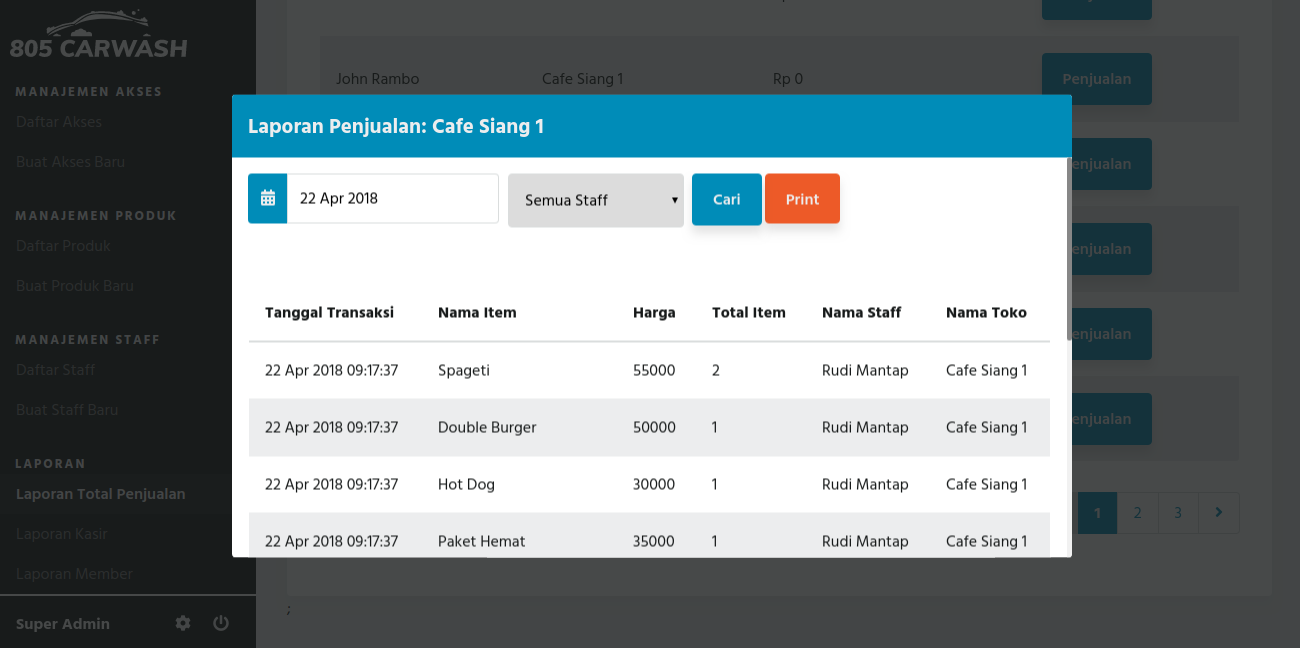 805 CARWASH
MANAJEMEN AKSES
Daftar Akses
Buat Akses Baru
MANAJEMEN PRODUK
Daftar Produk
Buat Produk Baru
MANAJEMEN STAFF
Daftar Staff
Buat Staff Baru
LAPORAN
Laporan Total Penjualan
Laporan Kasir
Laporan Member
Super Admin
John Rambo Cafe Siang 1 Rp 0 Penjualan
Laporan Penjualan: Cafe Siang 1
22 Apr 2018 Semua Staff Cari Print
Tanggal Transaksi Nama Item Harga Total Item Nama Staff Nama Toko
22 Apr 2018 09:17:37 Spageti 55000 2 Rudi Mantap Cafe Siang 1
22 Apr 2018 09:17:37 Double Burger 50000 1 Rudi Mantap Cafe Siang 1
22 Apr 2018 09:17:37 Hot Dog 30000 1 Rudi Mantap Cafe Siang 1
22 Apr 2018 09:17:37 Paket Hemat 35000 1 Rudi Mantap Cafe Siang 1
enjualan
enjualan
enjualan
enjualan
1 2 3
;